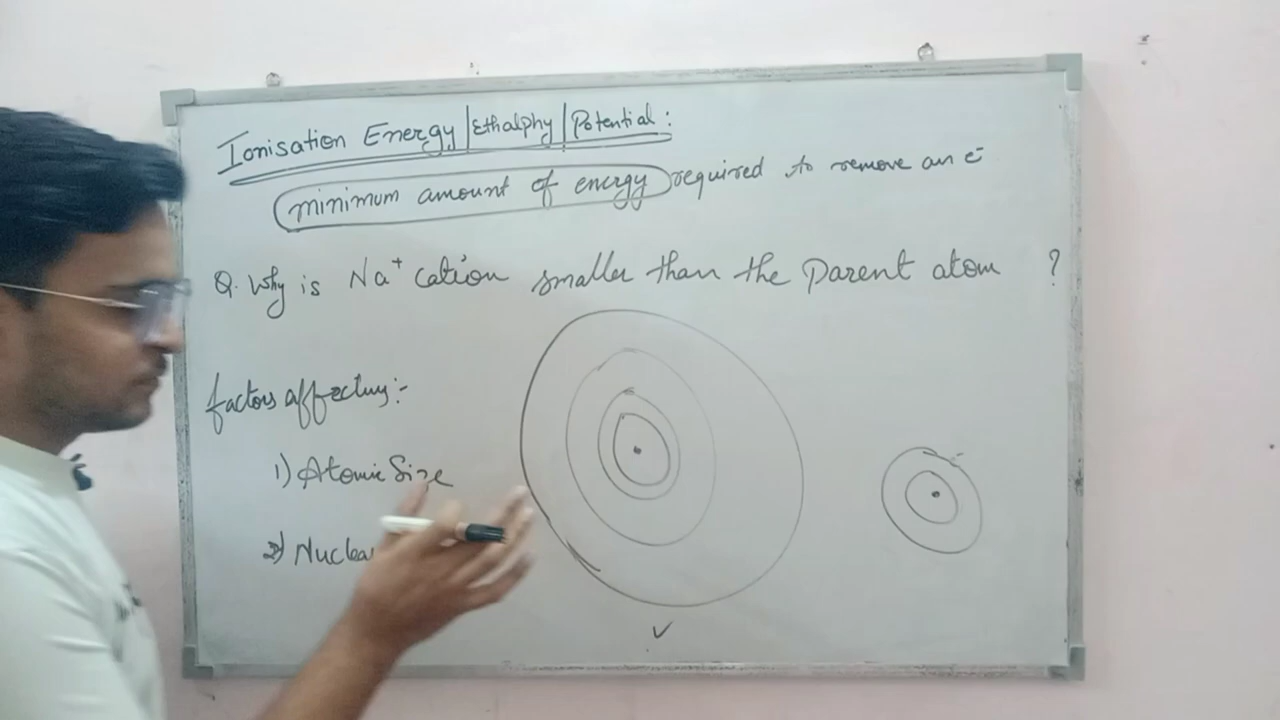 Ionisation Energy|Ethalphy|Potential:
minimum amount of energy required to remove an e⁻
Q. Why is Na⁺ cation smaller than the Parent atom ?
factors affecting:-
1) Atomic Size
2)